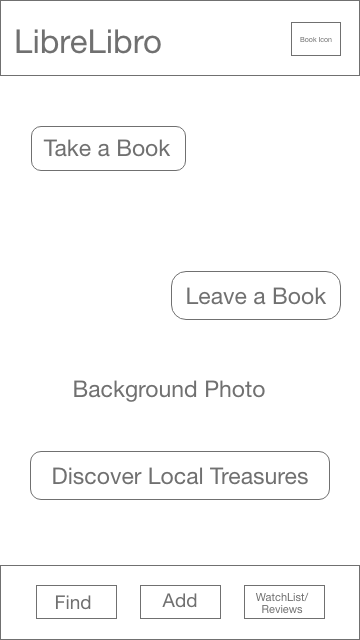 LibreLibro
Book Icon
Take a Book
Leave a Book
Background Photo
Discover Local Treasures
Find
Add
WatchList/
Reviews